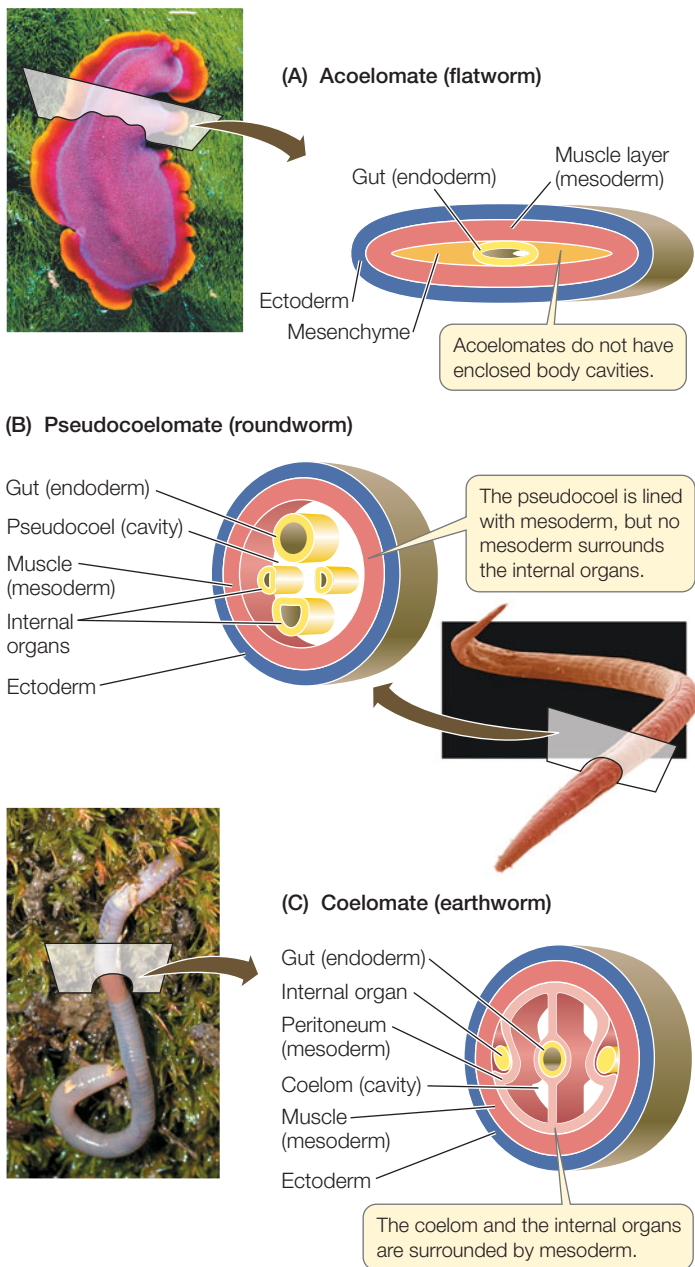 (A) Acoelomate (flatworm)
Muscle layer
(mesoderm)
Gut (endoderm)
Ectoderm
Mesenchyme
Acoelomates do not have
enclosed body cavities.
(B) Pseudocoelomate (roundworm)
Gut (endoderm)
Pseudocoel (cavity)
Muscle
(mesoderm)
Internal
organs
Ectoderm
The pseudocoel is lined
with mesoderm, but no
mesoderm surrounds
the internal organs.
(C) Coelomate (earthworm)
Gut (endoderm)
Internal organ
Peritoneum
(mesoderm)
Coelom (cavity)
Muscle
(mesoderm)
Ectoderm
The coelom and the internal organs
are surrounded by mesoderm.